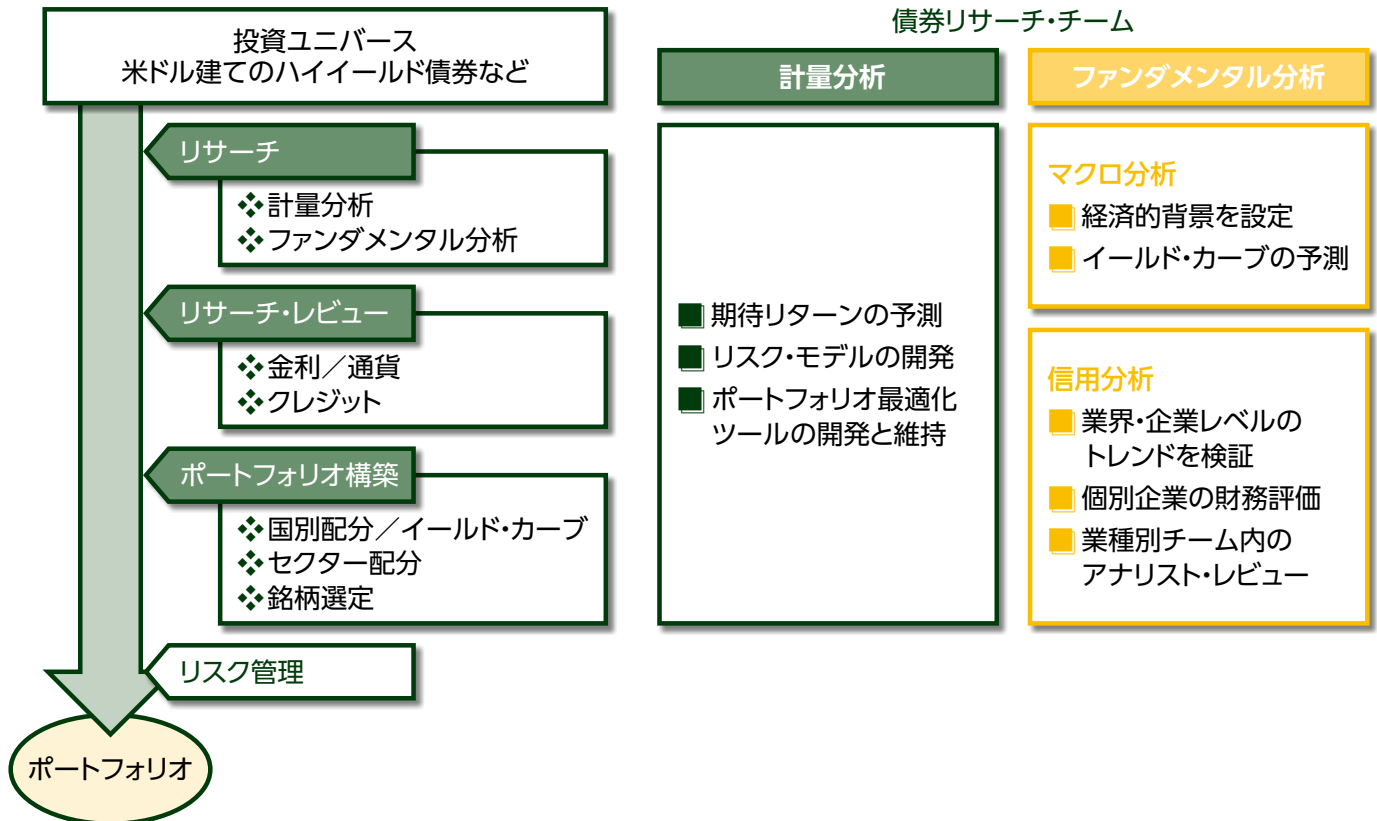 投資ユニバース
米ドル建てのハイイールド債券など
リサーチ
❖計量分析
❖ファンダメンタル分析
リサーチ・レビュー
❖金利／通貨
❖クレジット
ポートフォリオ構築
❖国別配分／イールド・カーブ
❖セクター配分
❖銘柄選定
リスク管理
ポートフォリオ
債券リサーチ・チーム
計量分析
■期待リターンの予測
■リスク・モデルの開発
■ポートフォリオ最適化
ツールの開発と維持
ファンダメンタル分析
マクロ分析
■経済的背景を設定
■イールド・カーブの予測
信用分析
■業界・企業レベルの
トレンドを検証
■個別企業の財務評価
■業種別チーム内の
アナリスト・レビュー